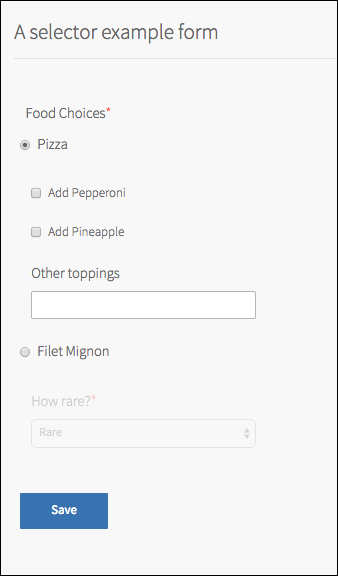 A selector example form
Food Choices*
Pizza
Add Pepperoni
Add Pineapple
Other toppings
Filet Mignon
How rare?*
Rare
Save